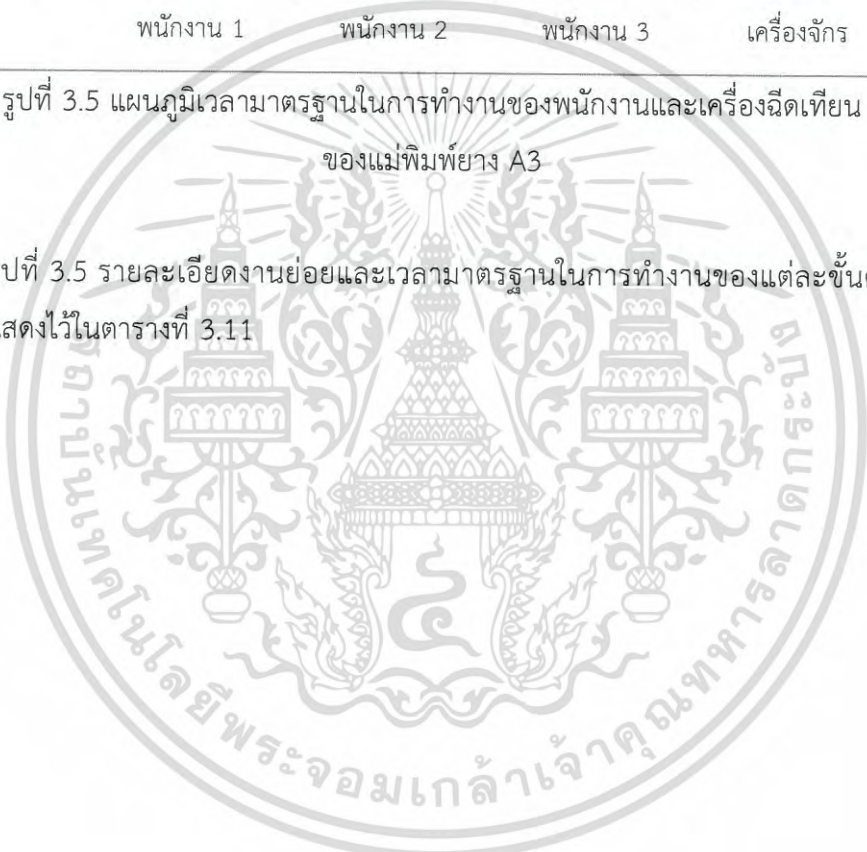 พนักงาน 1 พนักงาน 2 พนักงาน 3 เครื่องจักร
รูปที่ 3.5 แผนภูมิเวลามาตรฐานในการทำงานของพนักงานและเครื่องฉีดเทียน
ของแม่พิมพ์ยาง A3
ปที่ 3.5 รายละเอียดงานย่อยและเวลามาตรฐานในการทำงานของแต่ละขั้น
สดงไว้ในตารางที่ 3.11
สถาบันเทคโนโลยีพระจอมเกล้าเจ้าคุณทหารลาดกระบัง